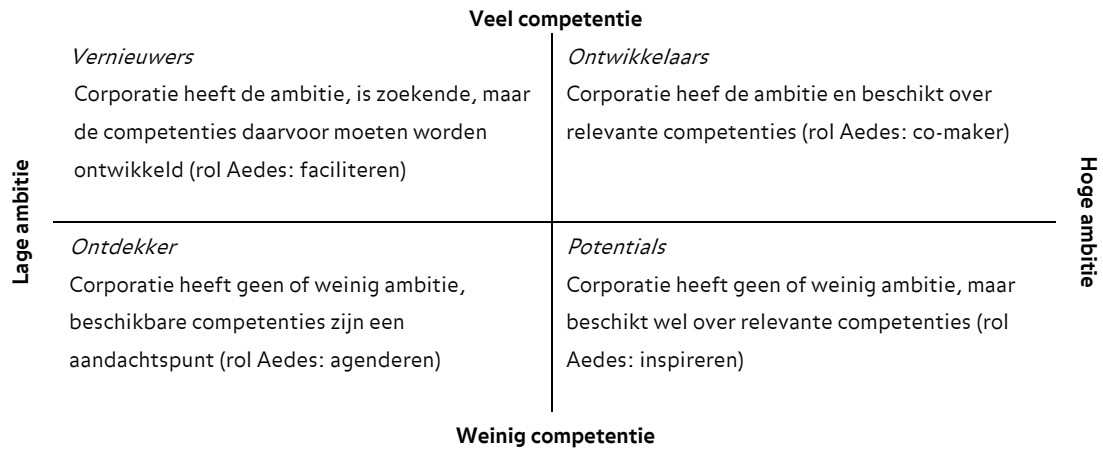 Veel competentie
Vernieuwers
Corporatie heeft de ambitie, is zoekende, maar
de competenties daarvoor moeten worden
ontwikkeld (rol Aedes: faciliteren)
Ontwikkelaars
Corporatie heef de ambitie en beschikt over
relevante competenties (rol Aedes: co-maker)
Lage ambitie
Hoge ambitie
Ontdekker
Corporatie heeft geen of weinig ambitie,
beschikbare competenties zijn een
aandachtspunt (rol Aedes: agenderen)
Potentials
Corporatie heeft geen of weinig ambitie, maar
beschikt wel over relevante competenties (rol
Aedes: inspireren)
Weinig competentie